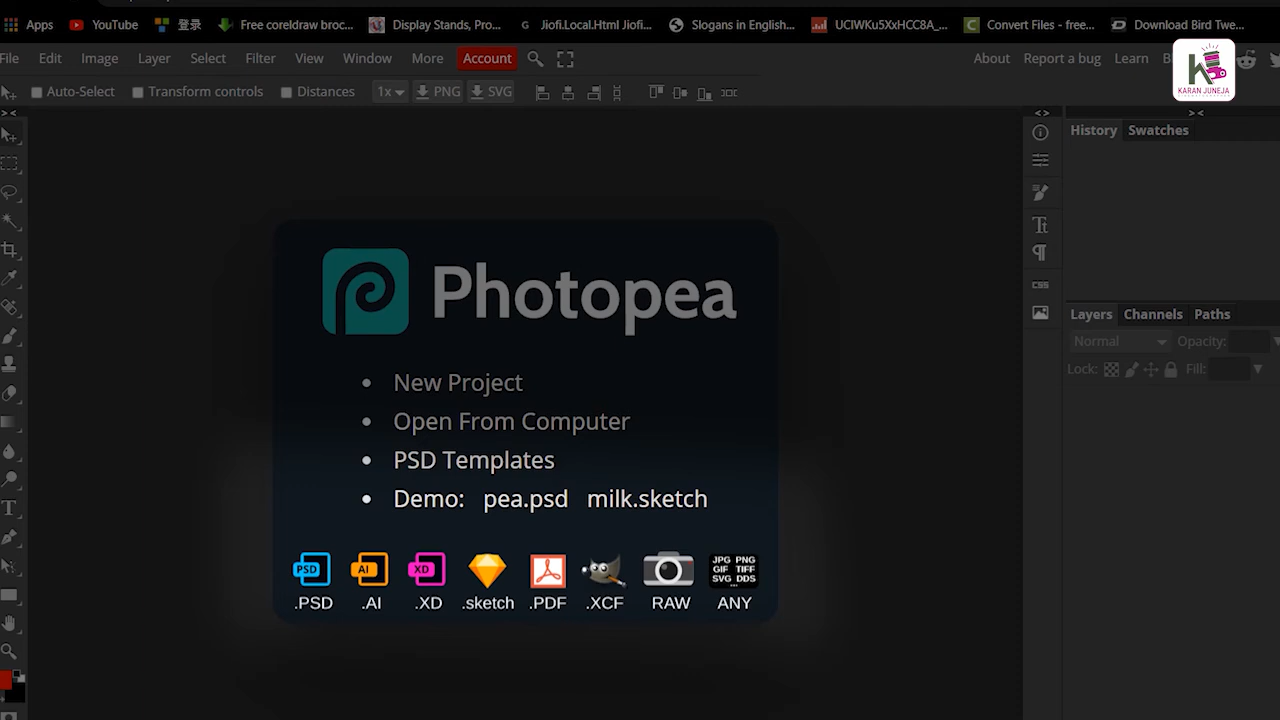 Apps YouTube 登录 Free coreldraw broc... Display Stands, Pro... Jiofi.Local.Html Jiofi... Slogans in English... UCIWKu5XxHCC8A_... Convert Files - free... Download Bird Twe...
File Edit Image Layer Select Filter View Window More Account About Report a bug Learn
K
KARAN JUNEJA
Auto-Select Transform controls Distances 1x PNG SVG
History Swatches
Photopea
Tt
CSS
Layers Channels Paths
Normal Opacity:
Lock: Fill:
• New Project
• Open From Computer
• PSD Templates
• Demo: pea.psd milk.sketch
PSD AI XD JPG PNG
GIF TIFF
SVG DDS
...
.PSD .AI .XD .sketch .PDF .XCF RAW ANY